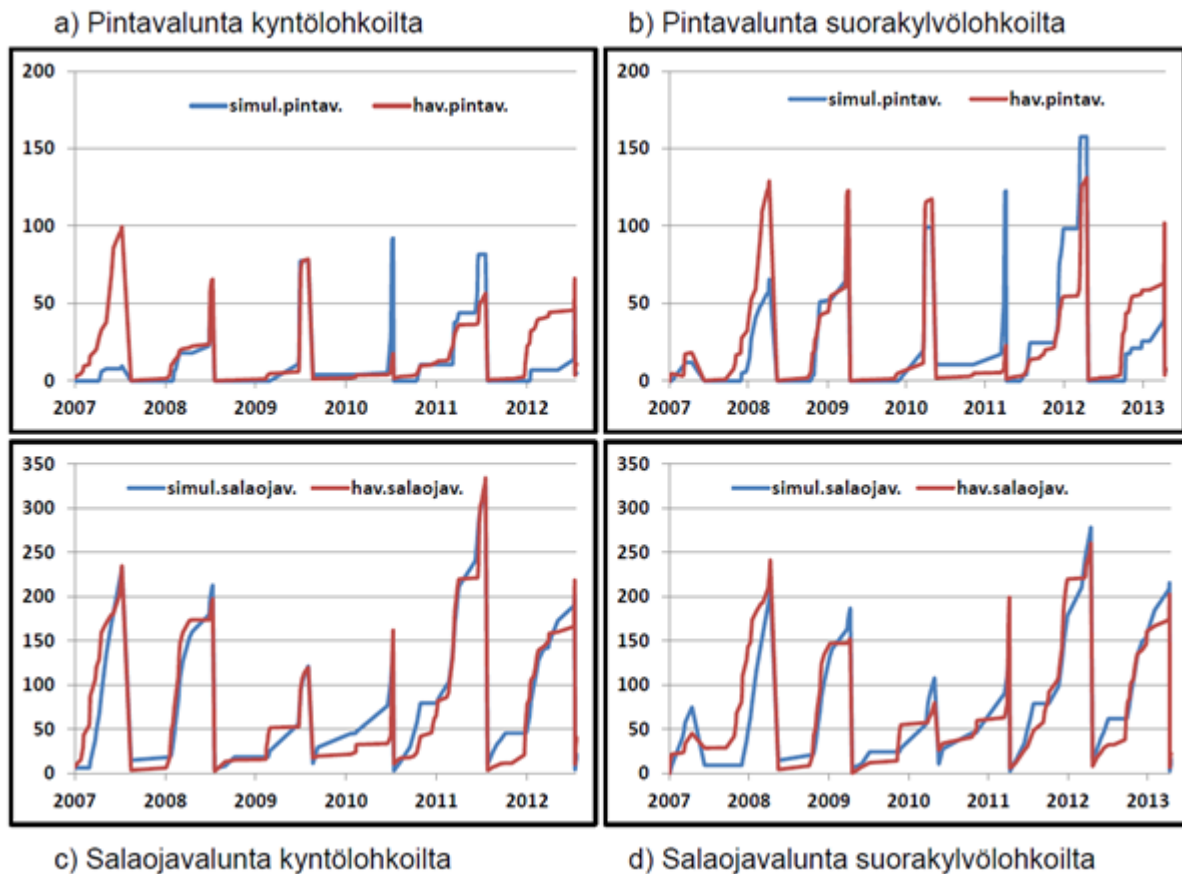 a) Pintavalunta kyntölohkoilta
b) Pintavalunta suorakylvölohkoilta
200
150
100
50
0
simul.pintav. hav.pintav.
2007 2008 2009 2010 2011 2012
200
150
100
50
0
simul.pintav. hav.pintav.
2007 2008 2009 2010 2011 2012 2013
350
300
250
200
150
100
50
0
simul.salaojav. hav.salaojav.
2007 2008 2009 2010 2011 2012
350
300
250
200
150
100
50
0
simul.salaojav. hav.salaojav.
2007 2008 2009 2010 2011 2012 2013
c) Salaojavalunta kyntölohkoilta
d) Salaojavalunta suorakylvölohkoilta